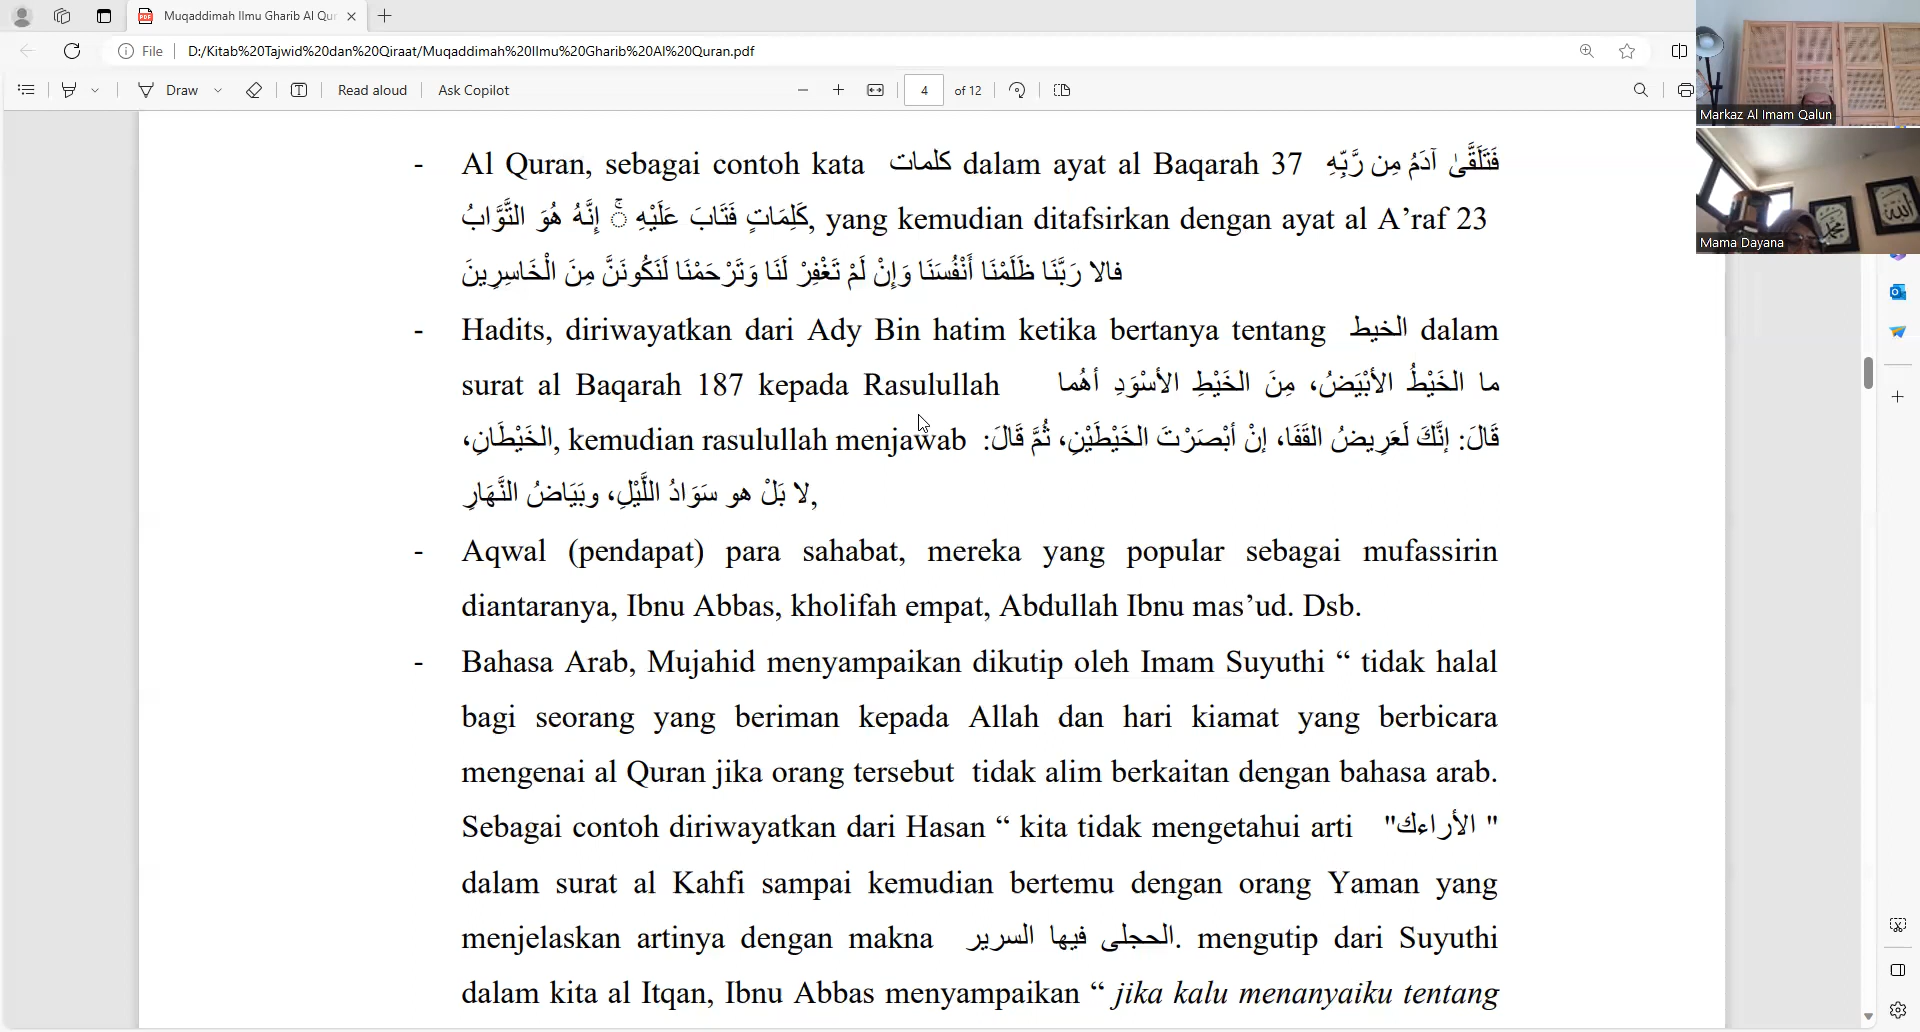 Muqaddimah Ilmu Gharib Al Qur
File D:/Kitab%20Tajwid%20dan%20Qiraat/Muqaddimah%20Ilmu%20Gharib%20Al%20Quran.pdf
Draw Read aloud Ask Copilot 4 of 12
Markaz Al Imam Qalun
Mama Dayana
- Al Quran, sebagai contoh kata كلمات dalam ayat al Baqarah 37 فَتَلَقَّىٰ آدَمُ مِن رَّبِّهِ
كَلِمَاتٍ فَتَابَ عَلَيْهِ ۚ إِنَّهُ هُوَ التَّوَّابُ, yang kemudian ditafsirkan dengan ayat al A’raf 23
فالا رَبَّنَا ظَلَمْنَا أَنْفُسَنَا وَإِنْ لَمْ تَغْفِرْ لَنَا وَتَرْحَمْنَا لَنَكُونَنَّ مِنَ الْخَاسِرِينَ
- Hadits, diriwayatkan dari Ady Bin hatim ketika bertanya tentang الخيط dalam
surat al Baqarah 187 kepada Rasulullah ما الخَيْطُ الأبْيَضُ، مِنَ الخَيْطِ الأسْوَدِ أهُما
الخَيْطَانِ،, kemudian rasulullah menjawab قَالَ: إنَّكَ لَعَرِيضُ القَفَا، إنْ أبْصَرْتَ الخَيْطَيْنِ، ثُمَّ قَالَ:
لا بَلْ هو سَوَادُ اللَّيْلِ، وبَيَاضُ النَّهَارِ,
- Aqwal (pendapat) para sahabat, mereka yang popular sebagai mufassirin
diantaranya, Ibnu Abbas, kholifah empat, Abdullah Ibnu mas’ud. Dsb.
- Bahasa Arab, Mujahid menyampaikan dikutip oleh Imam Suyuthi “ tidak halal
bagi seorang yang beriman kepada Allah dan hari kiamat yang berbicara
mengenai al Quran jika orang tersebut tidak alim berkaitan dengan bahasa arab.
Sebagai contoh diriwayatkan dari Hasan “ kita tidak mengetahui arti " الأراءك"
dalam surat al Kahfi sampai kemudian bertemu dengan orang Yaman yang
menjelaskan artinya dengan makna الحجلى فيها السرير. mengutip dari Suyuthi
dalam kita al Itqan, Ibnu Abbas menyampaikan “ jika kalu menanyaiku tentang